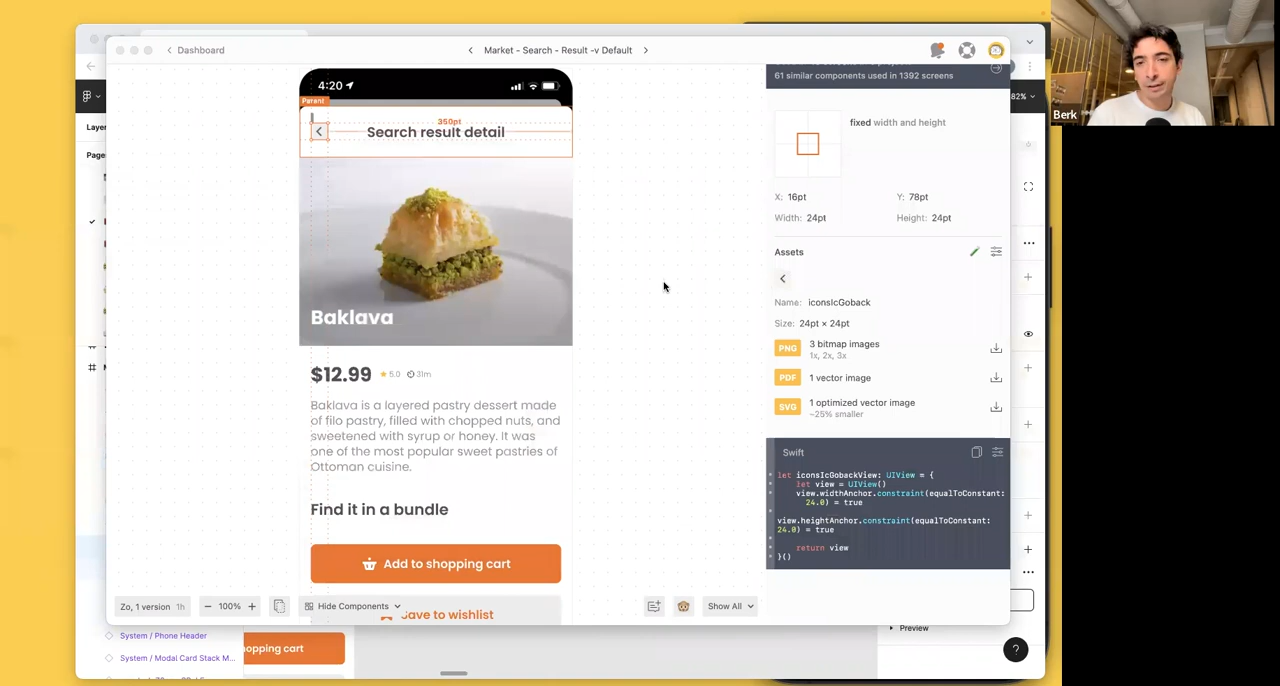 Dashboard
Market - Search - Result -v Default
61 similar components used in 1392 screens
82%
Berk
4:20
Parent
350pt
Search result detail
Layer
Pages
fixed width and height
X: 16pt
Y: 78pt
Width: 24pt
Height: 24pt
Assets
Name: iconsIcGoback
Size: 24pt × 24pt
PNG
3 bitmap images
1x, 2x, 3x
PDF
1 vector image
SVG
1 optimized vector image
~25% smaller
Baklava
$12.99
5.0
31m
Baklava is a layered pastry dessert made
of filo pastry, filled with chopped nuts, and
sweetened with syrup or honey. It was
one of the most popular sweet pastries of
Ottoman cuisine.
Find it in a bundle
Add to shopping cart
Save to wishlist
Swift
let iconsIcGobackView: UIView = {
let view = UIView()
view.widthAnchor.constraint(equalToConstant:
24.0) = true
view.heightAnchor.constraint(equalToConstant:
24.0) = true
return view
}()
Zo, 1 version 1h
100%
Hide Components
Show All
System / Phone Header
System / Modal Card Stack M...
opping cart
Preview
?